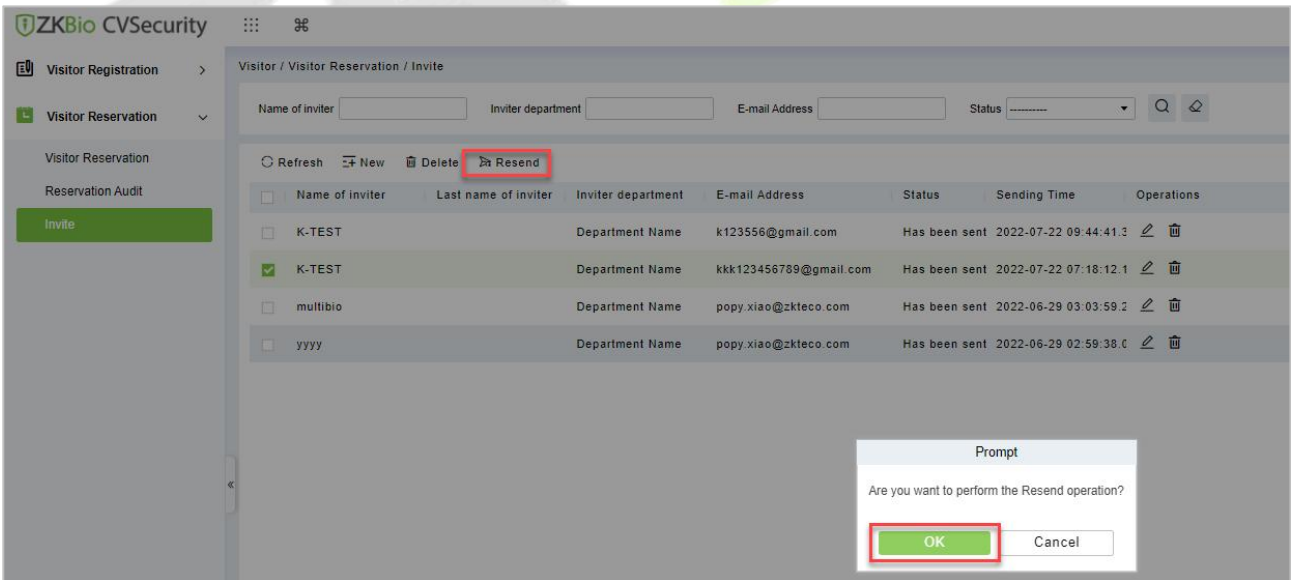 ZKBio CVSecurity
Visitor Registration
Visitor / Visitor Reservation / Invite
Visitor Reservation
Name of inviter Inviter department E-mail Address Status ----------
Visitor Reservation
Reservation Audit
Invite
Refresh New Delete Resend
Name of inviter Last name of inviter Inviter department E-mail Address Status Sending Time Operations
K-TEST Department Name k123556@gmail.com Has been sent 2022-07-22 09:44:41.3
K-TEST Department Name kkk123456789@gmail.com Has been sent 2022-07-22 07:18:12.1
multibio Department Name popy.xiao@zkteco.com Has been sent 2022-06-29 03:03:59.2
yyyy Department Name popy.xiao@zkteco.com Has been sent 2022-06-29 02:59:38.0
Prompt
Are you want to perform the Resend operation?
OK Cancel